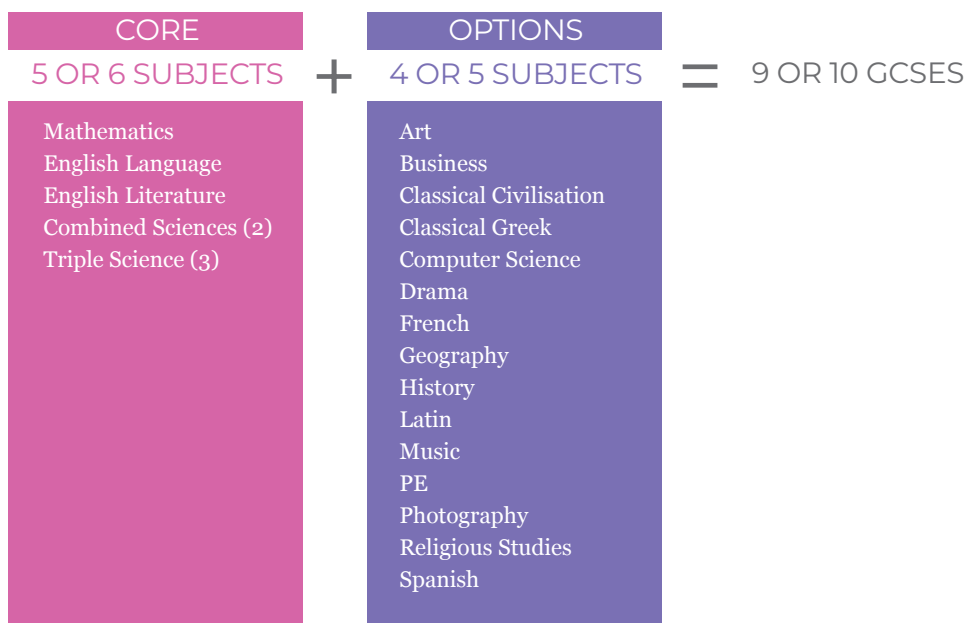 CORE
5 OR 6 SUBJECTS
Mathematics
English Language
English Literature
Combined Sciences (2)
Triple Science (3)
+
OPTIONS
4 OR 5 SUBJECTS
Art
Business
Classical Civilisation
Classical Greek
Computer Science
Drama
French
Geography
History
Latin
Music
PE
Photography
Religious Studies
Spanish
=
9 OR 10 GCSES